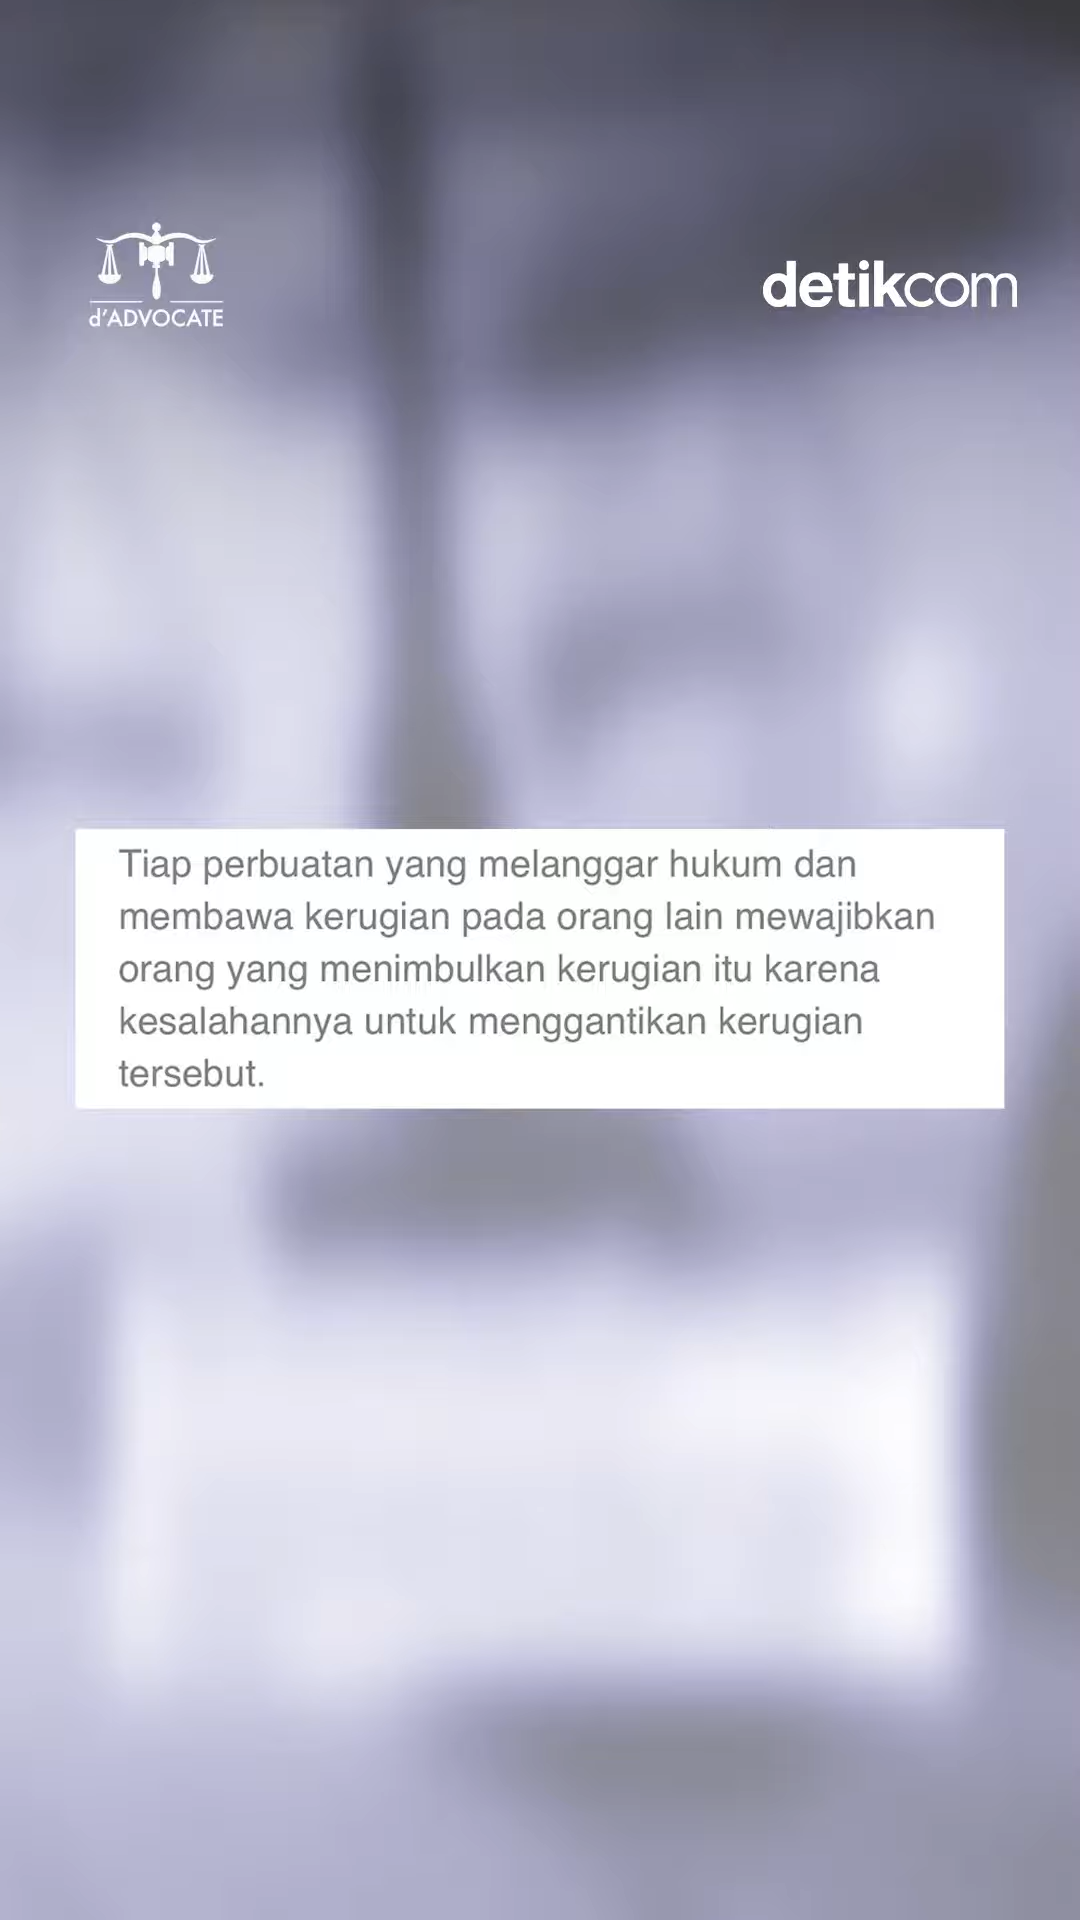 d'ADVOCATE
detikcom
Tiap perbuatan yang melanggar hukum dan
membawa kerugian pada orang lain mewajibkan
orang yang menimbulkan kerugian itu karena
kesalahannya untuk menggantikan kerugian
tersebut.